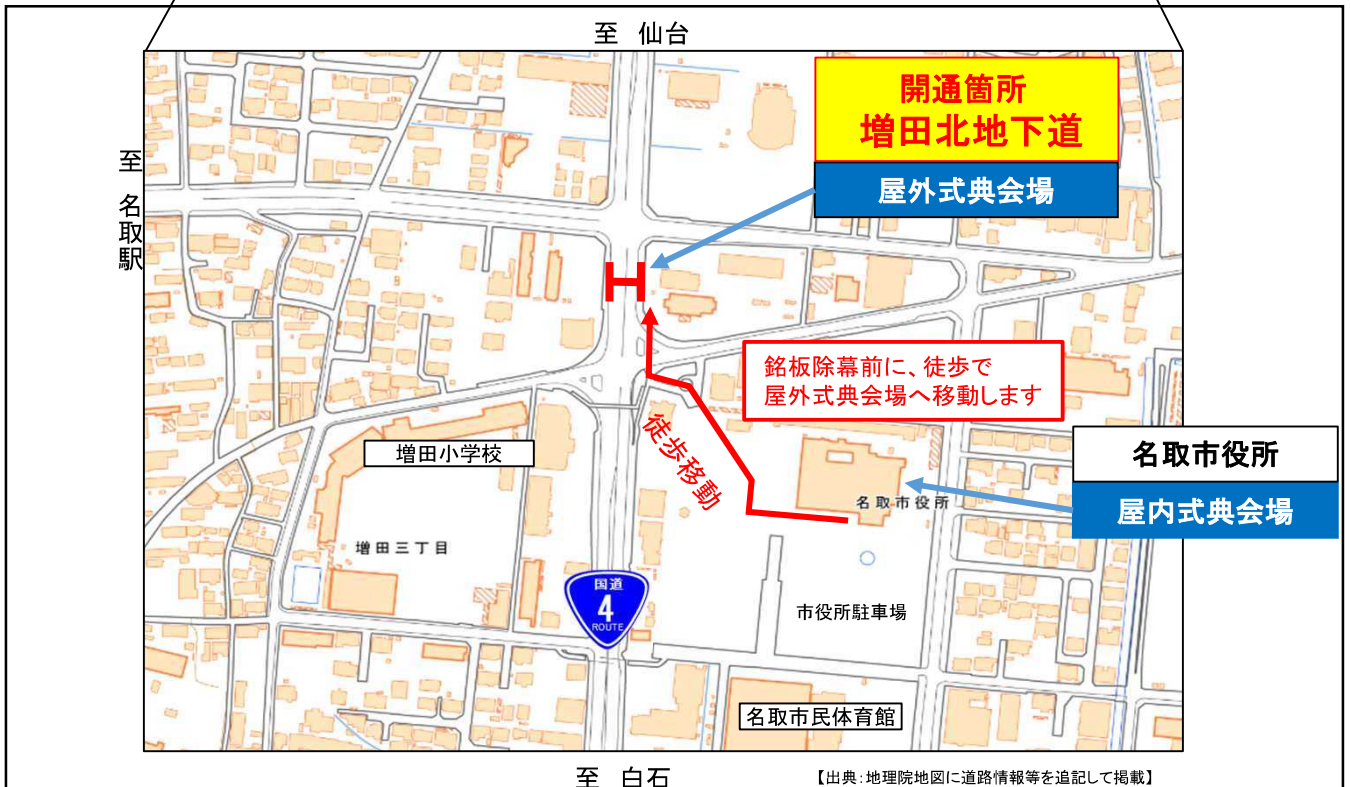 至 仙台
開通箇所
増田北地下道
屋外式典会場
至 名取駅
銘板除幕前に、徒歩で
屋外式典会場へ移動します
徒歩移動
増田小学校
名取市役所
屋内式典会場
名取市役所
増田三丁目
国道
4
ROUTE
市役所駐車場
名取市民体育館
至 白石
【出典:地理院地図に道路情報等を追記して掲載】